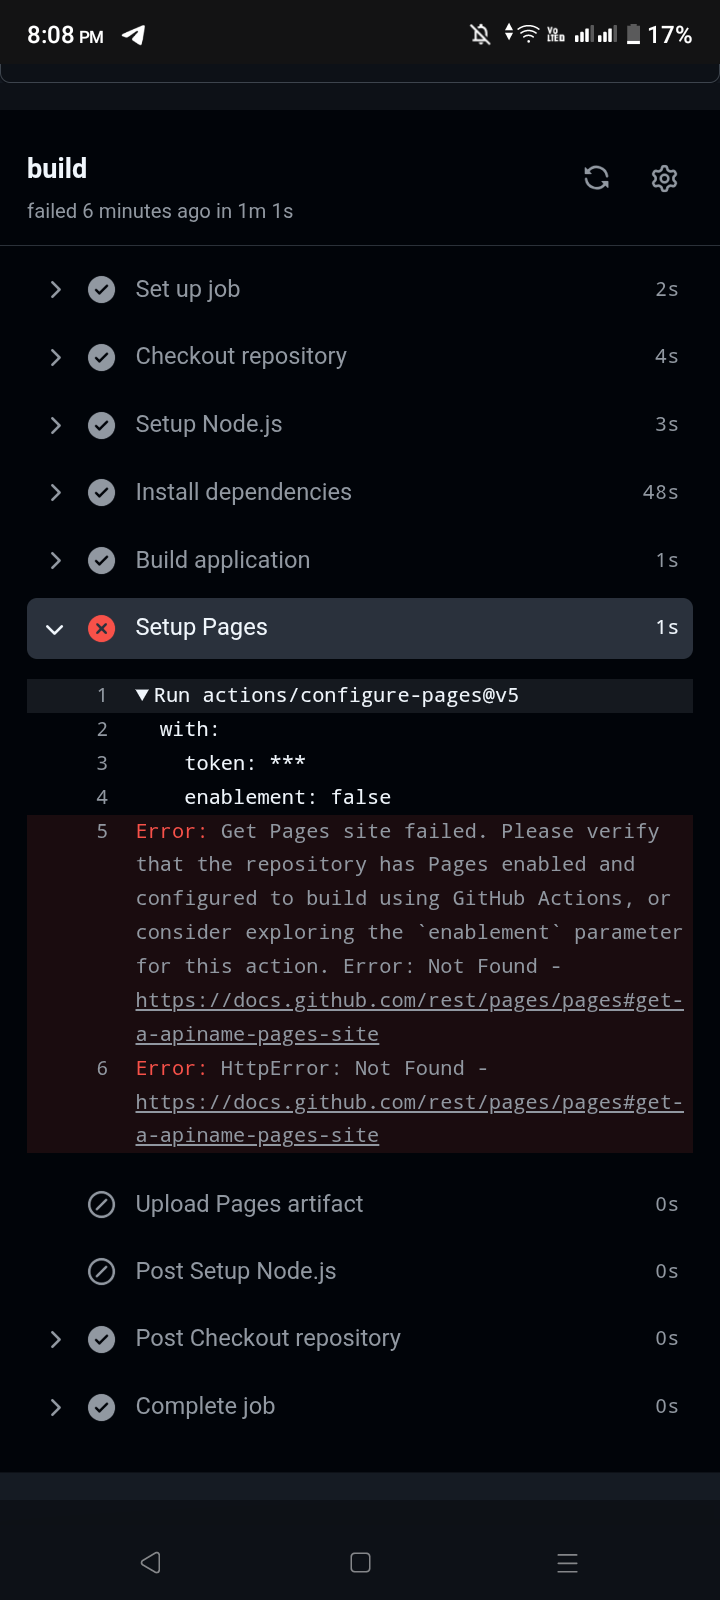 8:08 PM
Vo LTE 17%
build
failed 6 minutes ago in 1m 1s
Set up job 2s
Checkout repository 4s
Setup Node.js 3s
Install dependencies 48s
Build application 1s
Setup Pages 1s
1 ▼ Run actions/configure-pages@v5
2 with:
3 token: ***
4 enablement: false
5 Error: Get Pages site failed. Please verify
that the repository has Pages enabled and
configured to build using GitHub Actions, or
consider exploring the `enablement` parameter
for this action. Error: Not Found -
https://docs.github.com/rest/pages/pages#get-
a-apiname-pages-site
6 Error: HttpError: Not Found -
https://docs.github.com/rest/pages/pages#get-
a-apiname-pages-site
Upload Pages artifact 0s
Post Setup Node.js 0s
Post Checkout repository 0s
Complete job 0s